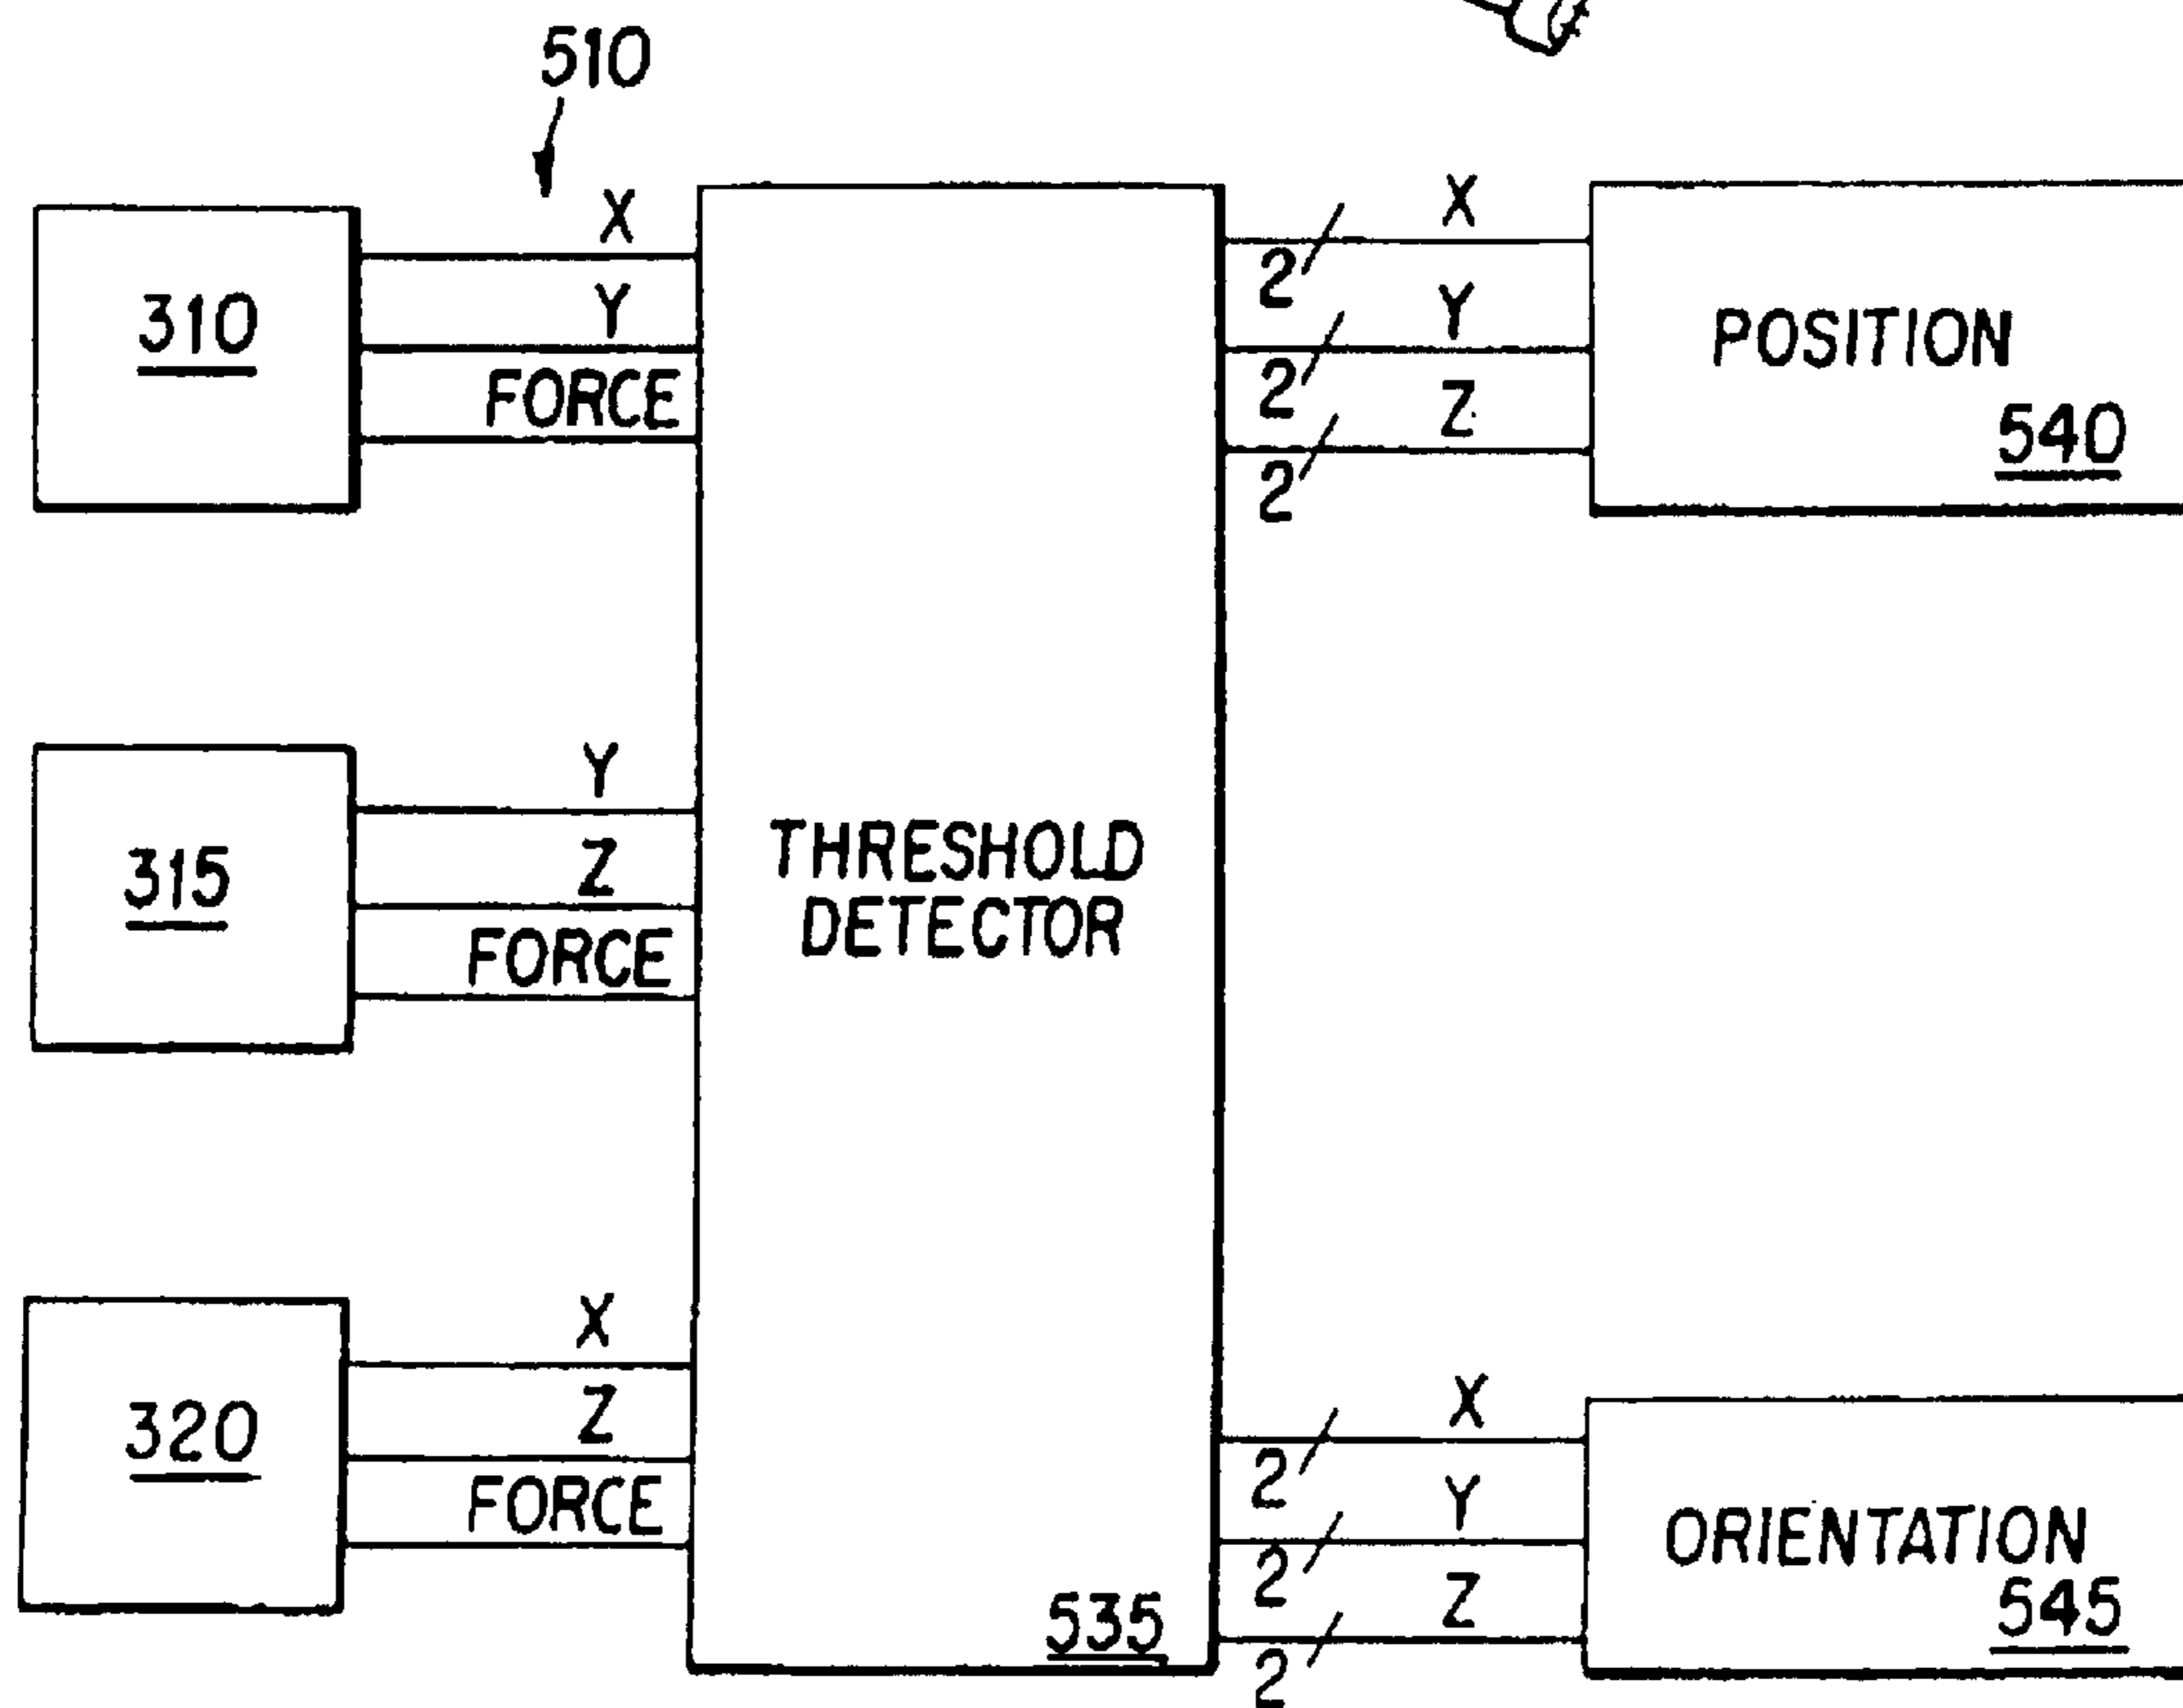 510
310
X
Y
FORCE
315
Y
Z
FORCE
320
X
Z
FORCE
THRESHOLD
DETECTOR
535
X
2
Y
2
Z
2
POSITION
540
X
2
Y
2
Z
2
ORIENTATION
545